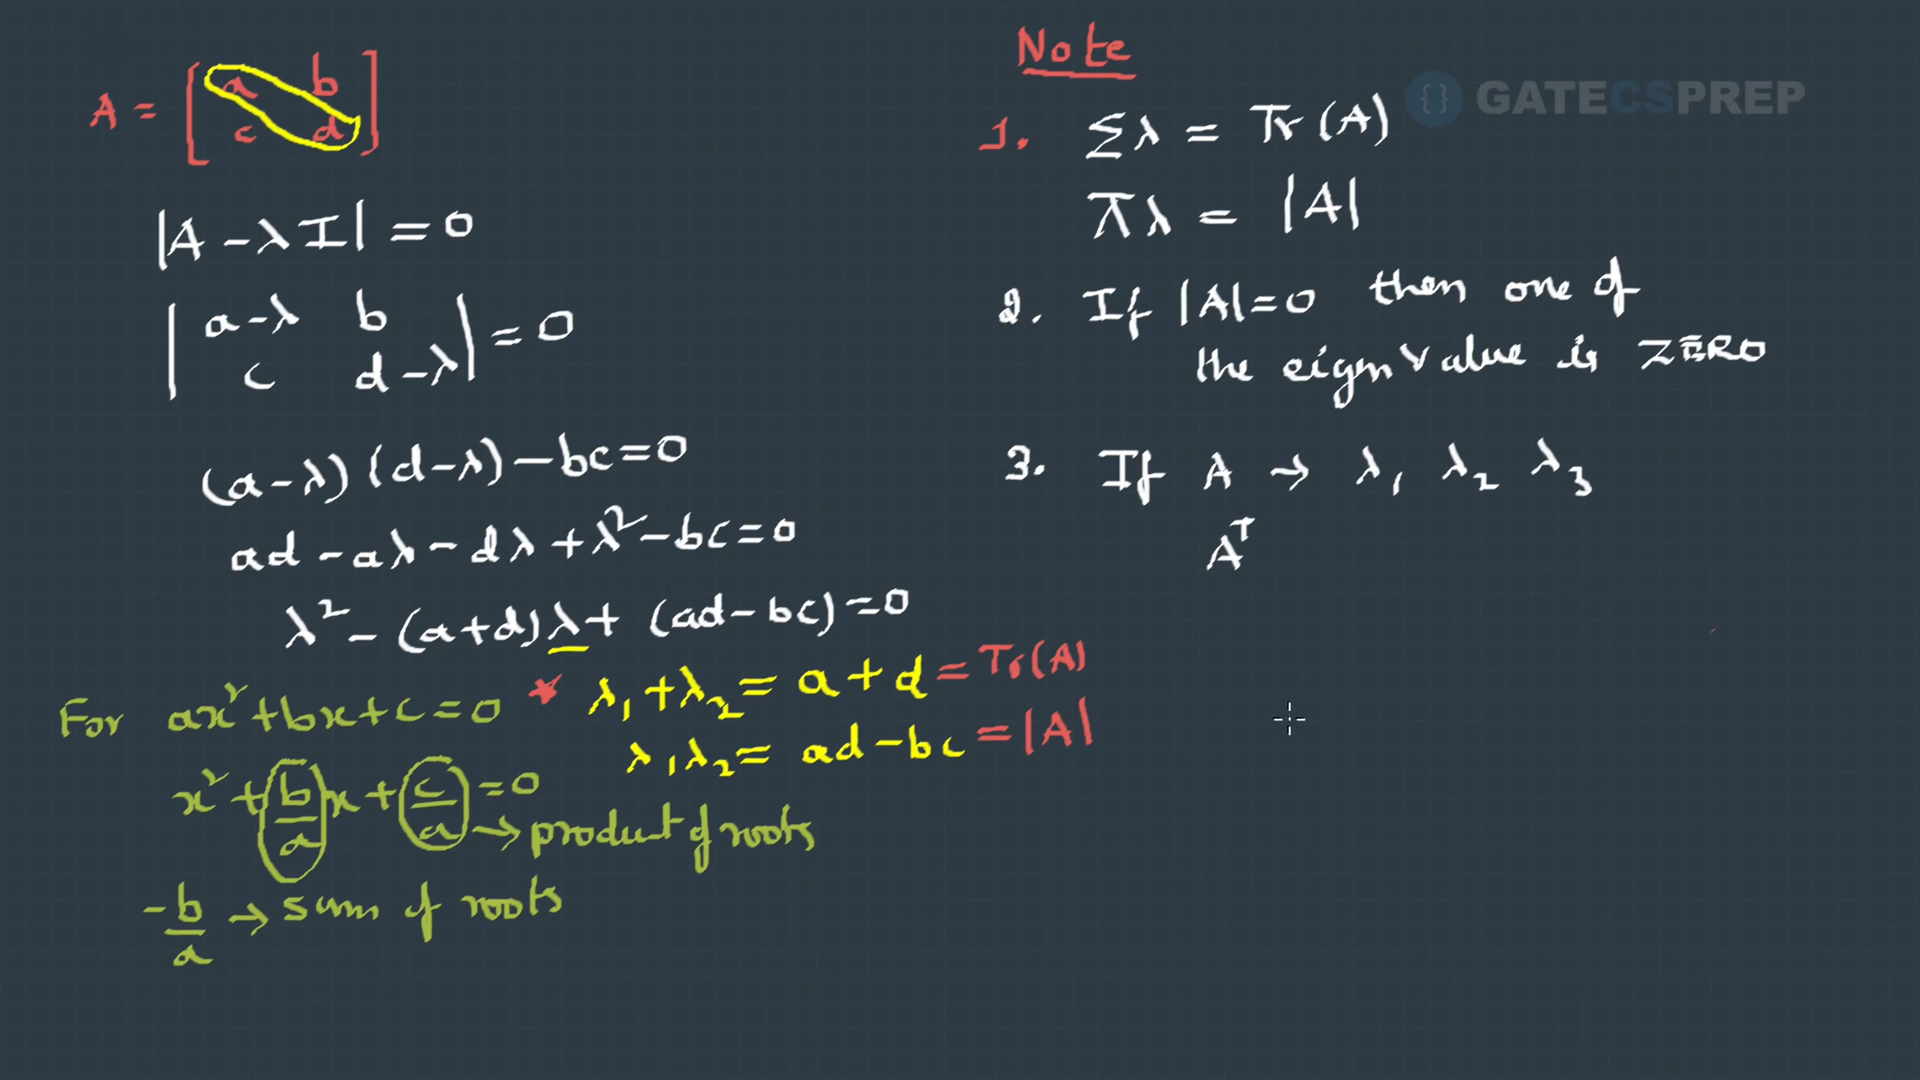 A = [ a b
c d ]
|A - λI| = 0
| a-λ b
c d-λ | = 0
(a-λ) (d-λ) - bc = 0
ad - aλ - dλ + λ² - bc = 0
λ² - (a+d)λ + (ad - bc) = 0
* λ₁ + λ₂ = a + d = Tr(A)
λ₁λ₂ = ad - bc = |A|
For ax² + bx + c = 0
x² + b/a x + c/a = 0
→ product of roots
-b/a → sum of roots
Note
GATECSPREP
1. Σλ = Tr(A)
πλ = |A|
2. If |A| = 0 then one of
the eigen value is ZERO
3. If A → λ₁ λ₂ λ₃
Aᵀ